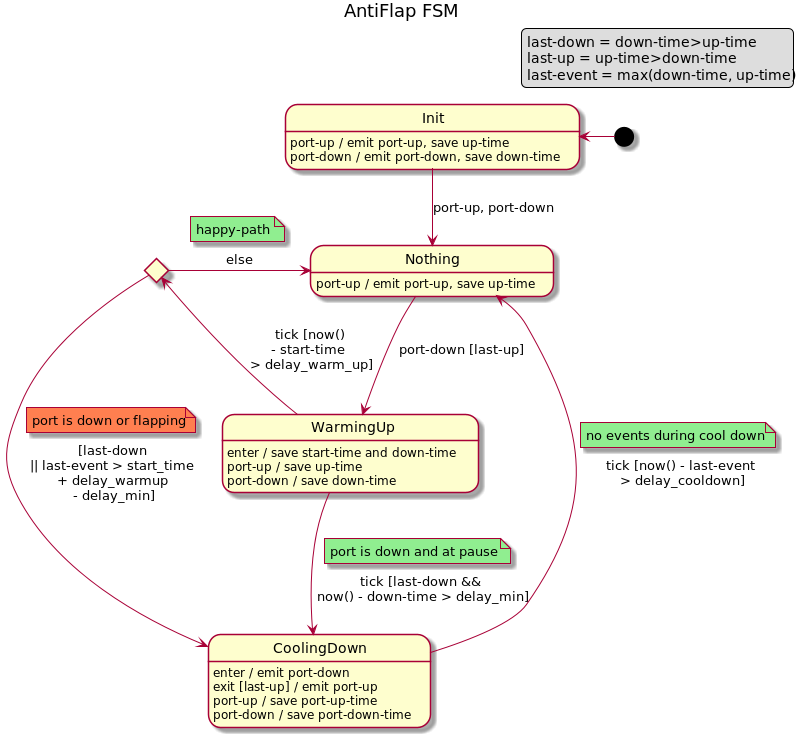 AntiFlap FSM
last-down = down-time>up-time
last-up = up-time>down-time
last-event = max(down-time, up-time)
Init
port-up / emit port-up, save up-time
port-down / emit port-down, save down-time
port-up, port-down
happy-path
else
Nothing
port-up / emit port-up, save up-time
tick [now()
- start-time
> delay_warm_up]
port-down [last-up]
port is down or flapping
[last-down
|| last-event > start_time
+ delay_warmup
- delay_min]
WarmingUp
enter / save start-time and down-time
port-up / save up-time
port-down / save down-time
no events during cool down
tick [now() - last-event
> delay_cooldown]
port is down and at pause
tick [last-down &&
now() - down-time > delay_min]
CoolingDown
enter / emit port-down
exit [last-up] / emit port-up
port-up / save port-up-time
port-down / save port-down-time